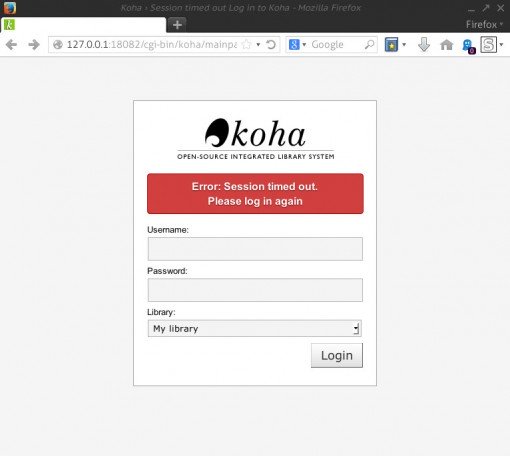 Koha › Session timed out Log in to Koha - Mozilla Firefox
Firefox
127.0.0.1:18082/cgi-bin/koha/mainpa
Google
koha
OPEN-SOURCE INTEGRATED LIBRARY SYSTEM
Error: Session timed out.
Please log in again
Username:
Password:
Library:
My library
Login